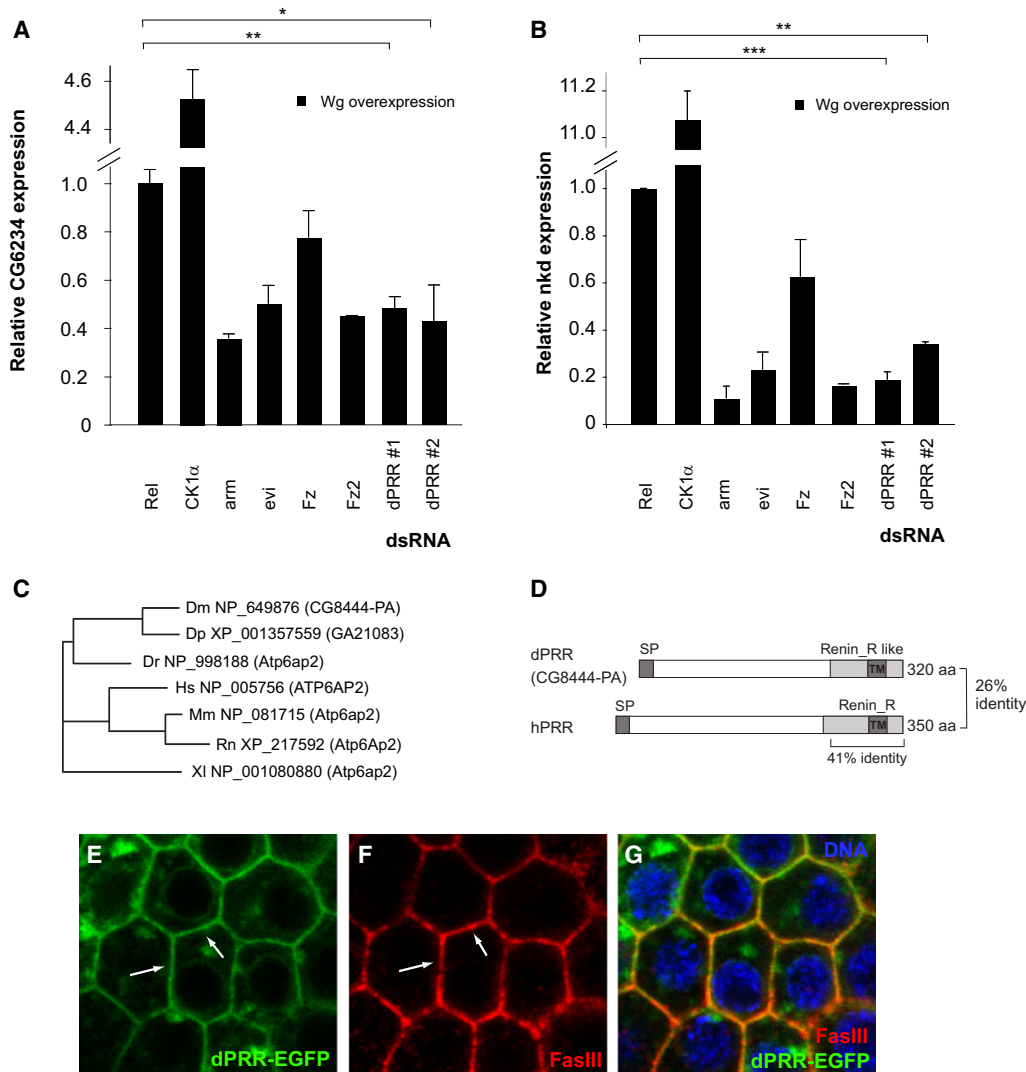 A
*
**
4.6
4.4
1.0
0.8
0.6
0.4
0.2
0
Relative CG6234 expression
Wg overexpression
Rel
CK1α
arm
evi
Fz
Fz2
dPRR #1
dPRR #2
dsRNA
B
**
***
11.2
11.0
1.0
0.8
0.6
0.4
0.2
0
Relative nkd expression
Wg overexpression
Rel
CK1α
arm
evi
Fz
Fz2
dPRR #1
dPRR #2
dsRNA
C
Dm NP_649876 (CG8444-PA)
Dp XP_001357559 (GA21083)
Dr NP_998188 (Atp6ap2)
Hs NP_005756 (ATP6AP2)
Mm NP_081715 (Atp6ap2)
Rn XP_217592 (Atp6Ap2)
Xl NP_001080880 (Atp6ap2)
D
dPRR
(CG8444-PA)
SP
Renin_R like
TM
320 aa
hPRR
SP
Renin_R
TM
350 aa
26%
identity
41% identity
E
dPRR-EGFP
F
FasIII
G
DNA
FasIII
dPRR-EGFP